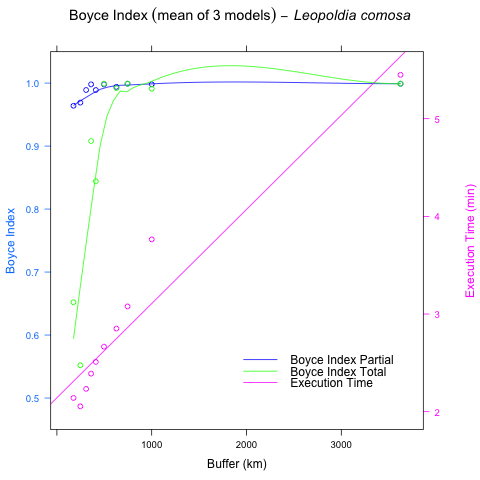 Boyce Index (mean of 3 models) – Leopoldia comosa
1.0
0.9
0.8
0.7
0.6
0.5
Boyce Index
5
4
3
2
Execution Time (min)
Boyce Index Partial
Boyce Index Total
Execution Time
1000
2000
3000
Buffer (km)